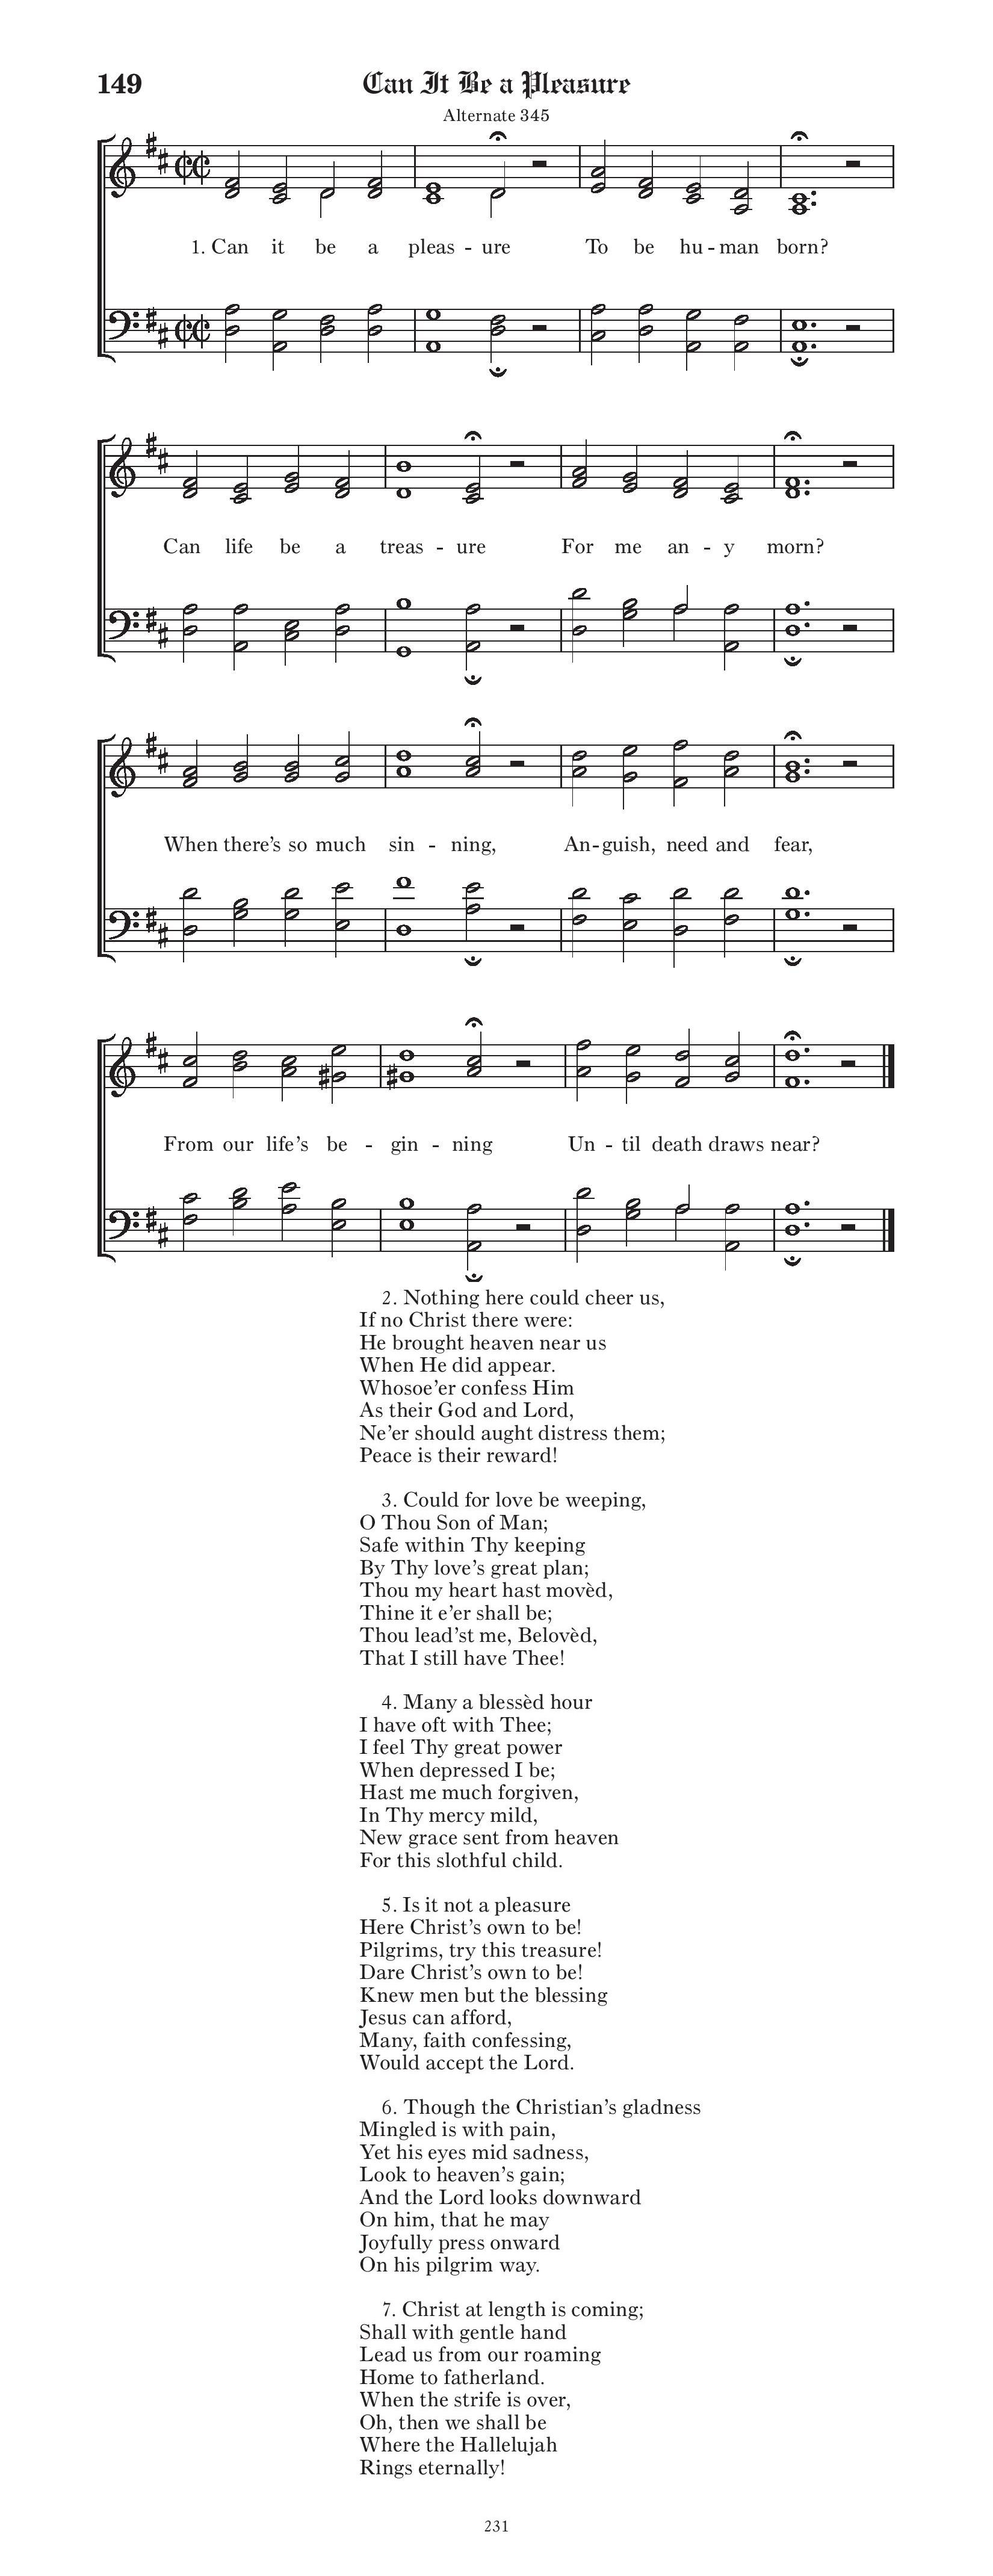 149 Can It Be a Pleasure
Alternate 345
1. Can it be a pleas - ure To be hu - man born?
Can life be a treas - ure For me an - y morn?
When there's so much sin - ning, An - guish, need and fear,
From our life's be - gin - ning Un - til death draws near?
2. Nothing here could cheer us,
If no Christ there were:
He brought heaven near us
When He did appear.
Whosoe'er confess Him
As their God and Lord,
Ne'er should aught distress them;
Peace is their reward!
3. Could for love be weeping,
O Thou Son of Man;
Safe within Thy keeping
By Thy love's great plan;
Thou my heart hast movèd,
Thine it e'er shall be;
Thou lead'st me, Belovèd,
That I still have Thee!
4. Many a blessèd hour
I have oft with Thee;
I feel Thy great power
When depressed I be;
Hast me much forgiven,
In Thy mercy mild,
New grace sent from heaven
For this slothful child.
5. Is it not a pleasure
Here Christ's own to be!
Pilgrims, try this treasure!
Dare Christ's own to be!
Knew men but the blessing
Jesus can afford,
Many, faith confessing,
Would accept the Lord.
6. Though the Christian's gladness
Mingled is with pain,
Yet his eyes mid sadness,
Look to heaven's gain;
And the Lord looks downward
On him, that he may
Joyfully press onward
On his pilgrim way.
7. Christ at length is coming;
Shall with gentle hand
Lead us from our roaming
Home to fatherland.
When the strife is over,
Oh, then we shall be
Where the Hallelujah
Rings eternally!
231